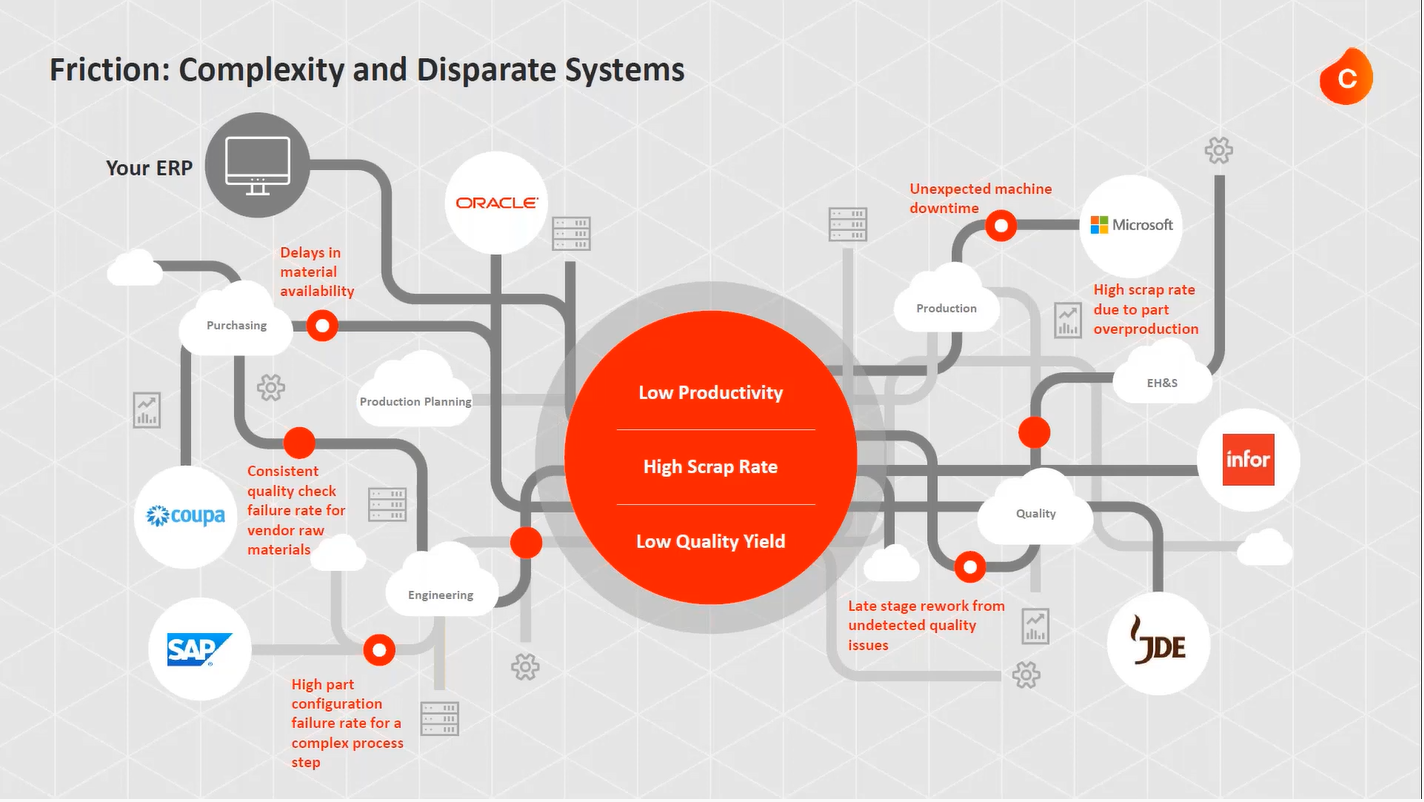 Friction: Complexity and Disparate Systems
C
Your ERP
ORACLE
Delays in
material
availability
Purchasing
Production Planning
Consistent
quality check
failure rate for
vendor raw
materials
coupa
Engineering
SAP
High part
configuration
failure rate for a
complex process
step
Low Productivity
High Scrap Rate
Low Quality Yield
Unexpected machine
downtime
Microsoft
Production
High scrap rate
due to part
overproduction
EH&S
infor
Quality
Late stage rework from
undetected quality
issues
JDE